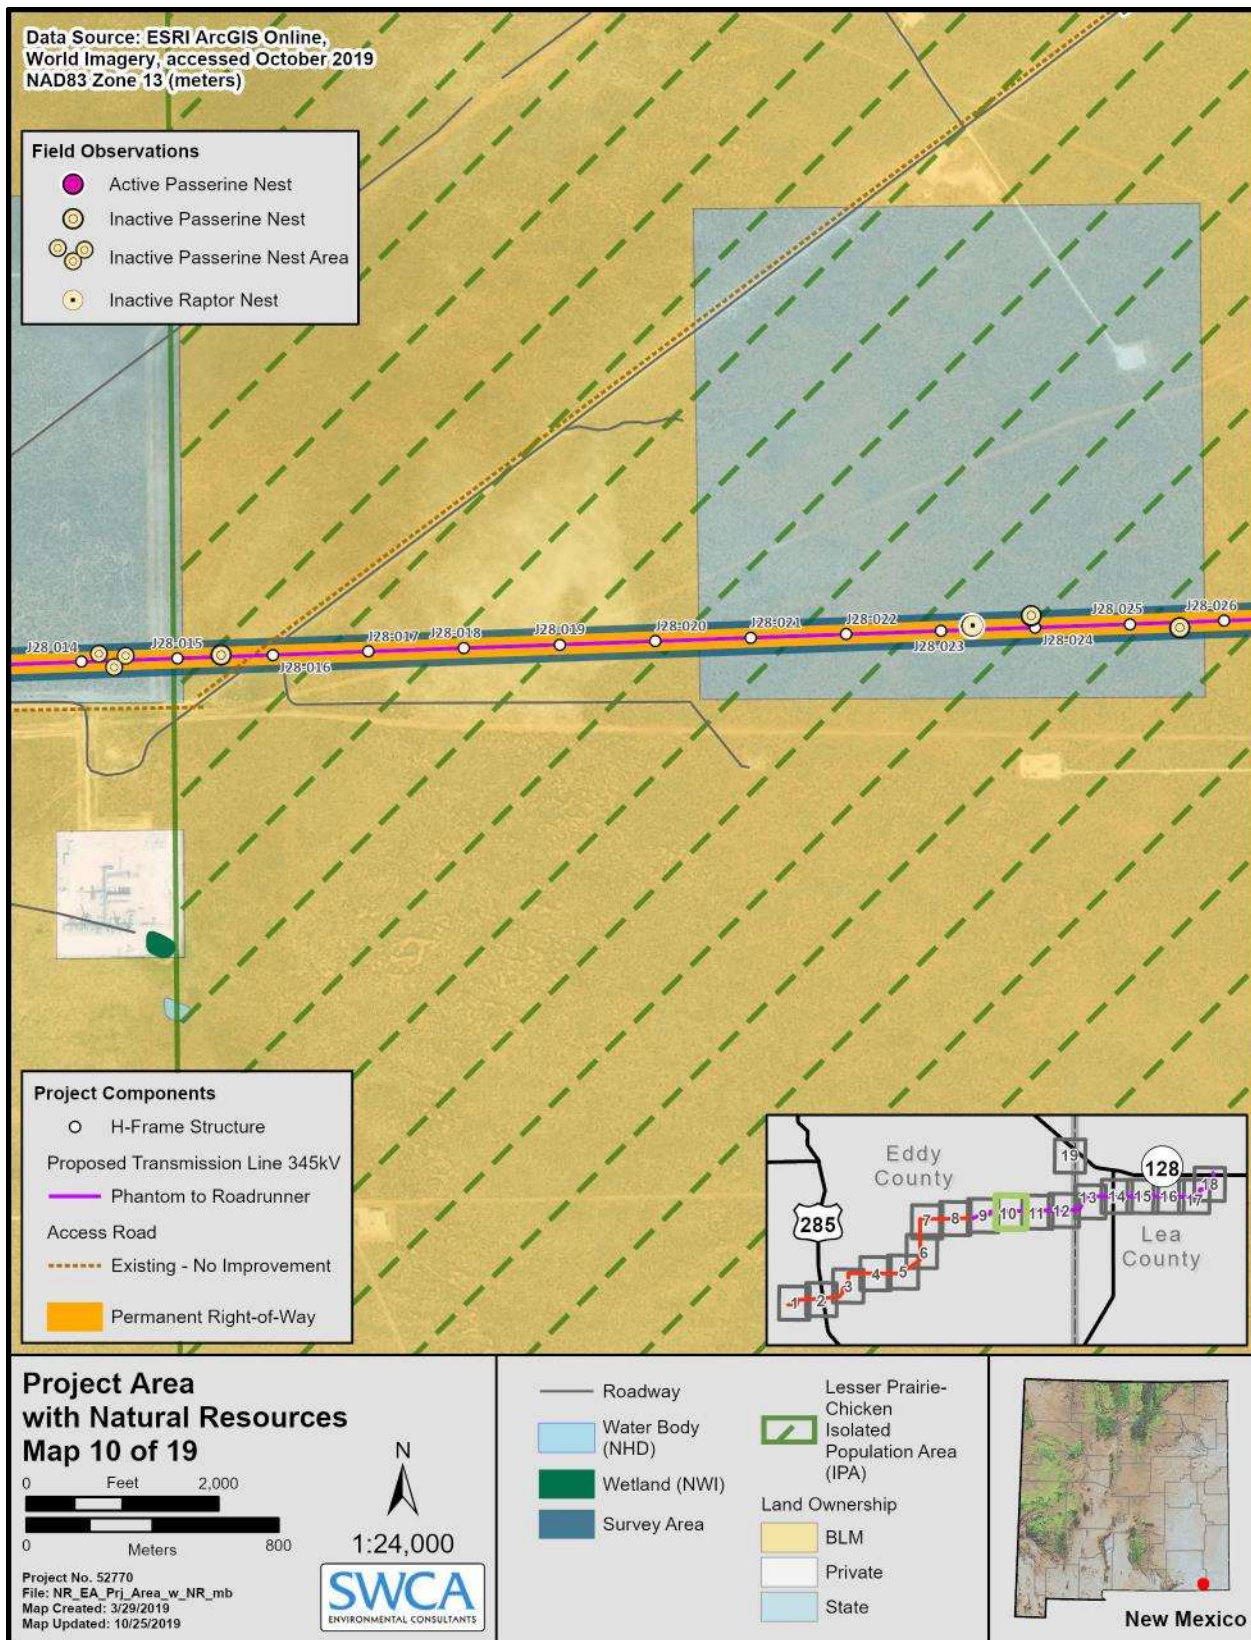 Data Source: ESRI ArcGIS Online,
World Imagery, accessed October 2019
NAD83 Zone 13 (meters)
Field Observations
Active Passerine Nest
Inactive Passerine Nest
Inactive Passerine Nest Area
Inactive Raptor Nest
J28-014
J28-015
J28-016
J28-017
J28-018
J28-019
J28-020
J28-021
J28-022
J28-023
J28-024
J28-025
J28-026
Project Components
H-Frame Structure
Proposed Transmission Line 345kV
Phantom to Roadrunner
Access Road
Existing - No Improvement
Permanent Right-of-Way
Eddy
County
285
128
Lea
County
1
2
3
4
5
6
7
8
9
10
11
12
13
14
15
16
17
18
19
Project Area
with Natural Resources
Map 10 of 19
0 Feet 2,000
0 Meters 800
N
1:24,000
Project No. 52770
File: NR_EA_Prj_Area_w_NR_mb
Map Created: 3/29/2019
Map Updated: 10/25/2019
SWCA
ENVIRONMENTAL CONSULTANTS
Roadway
Water Body
(NHD)
Wetland (NWI)
Survey Area
Lesser Prairie-
Chicken
Isolated
Population Area
(IPA)
Land Ownership
BLM
Private
State
New Mexico